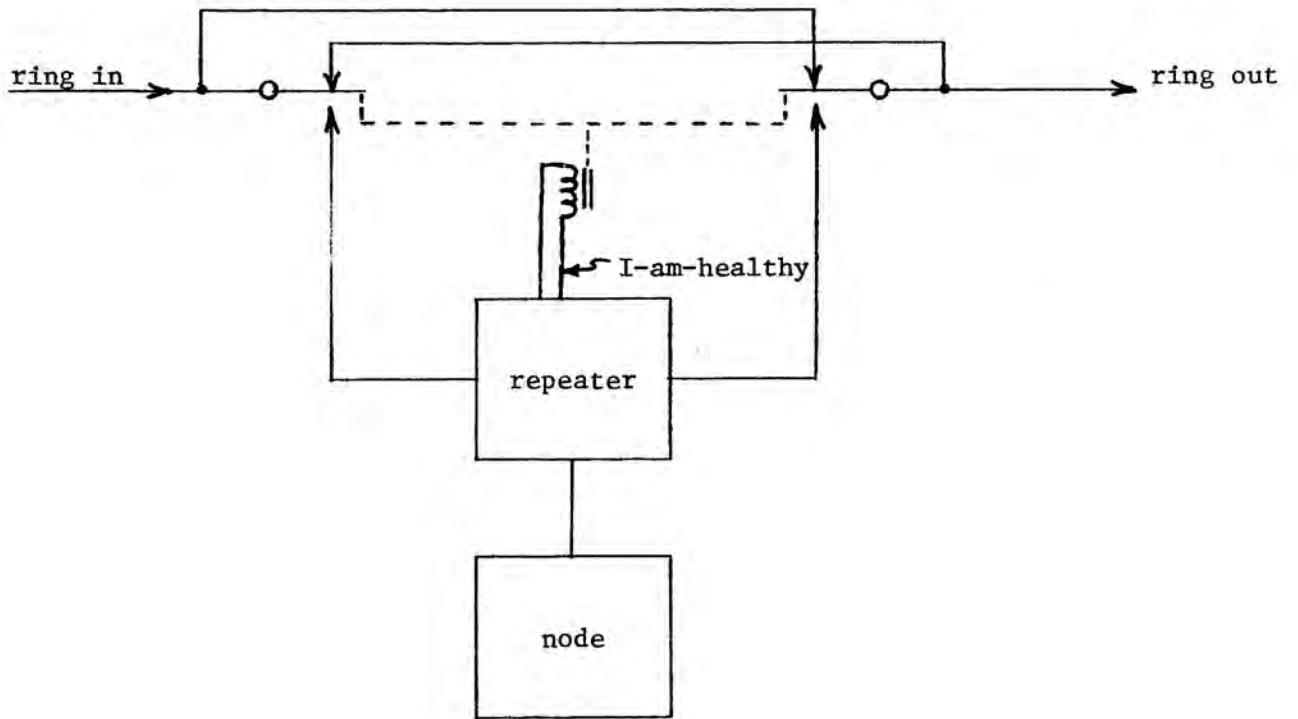 ring in
ring out
I-am-healthy
repeater
node